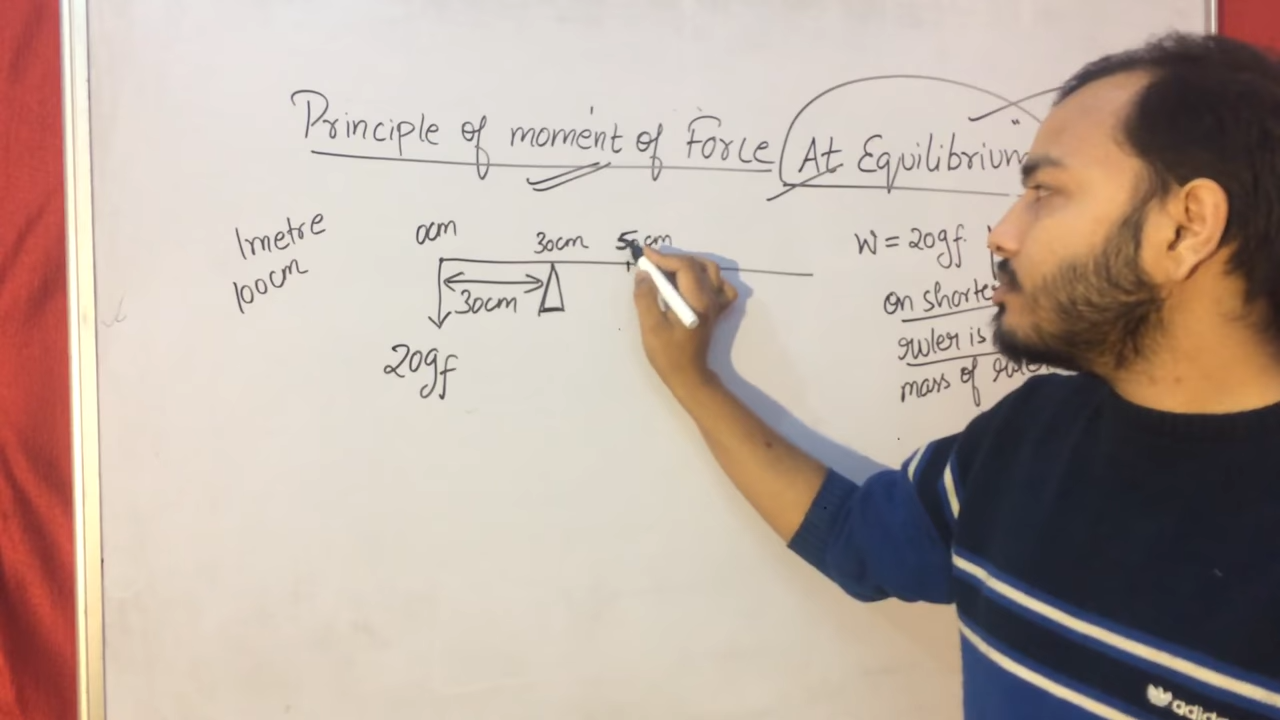 Principle of moment of Force (At Equilibrium
"
1metre
100cm
0cm
30cm
50cm
30cm
20gf
W = 20gf
on shorte
ruler is
mass of
adid